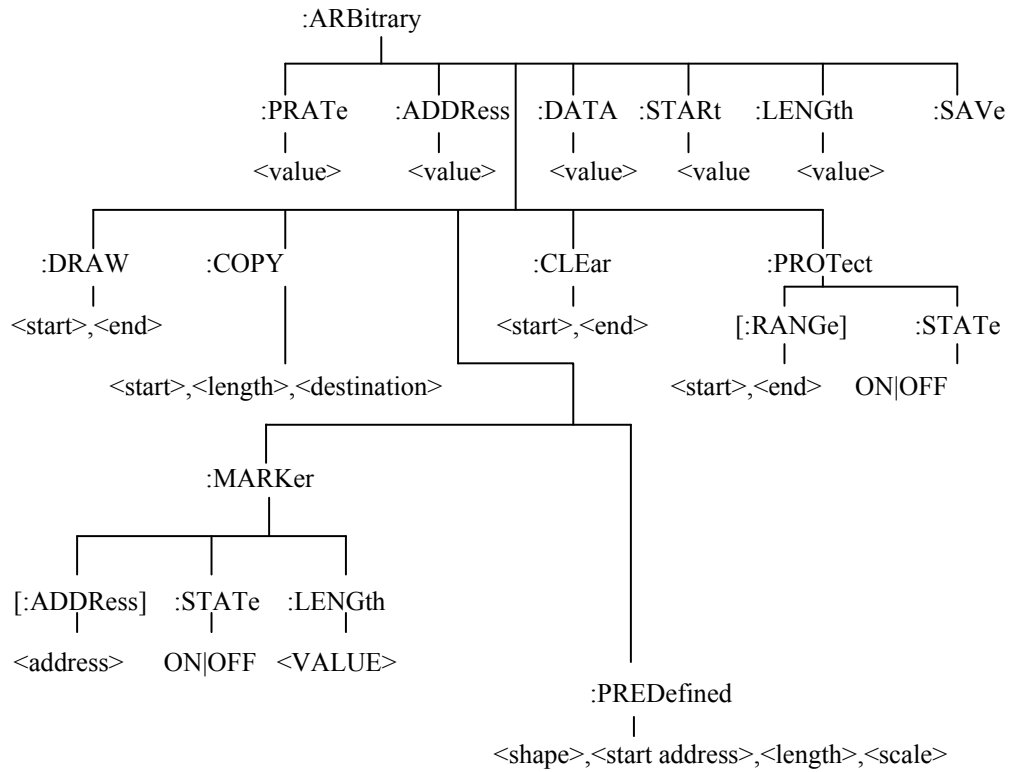 :ARBitrary
:PRATe :ADDRess :DATA :STARt :LENGth :SAVe
<value> <value> <value> <value <value>
:DRAW :COPY :CLEar :PROTect
<start>,<end> <start>,<end> [:RANGe] :STATe
<start>,<length>,<destination> <start>,<end> ON|OFF
:MARKer
[:ADDRess] :STATe :LENGth
<address> ON|OFF <VALUE>
:PREDefined
<shape>,<start address>,<length>,<scale>